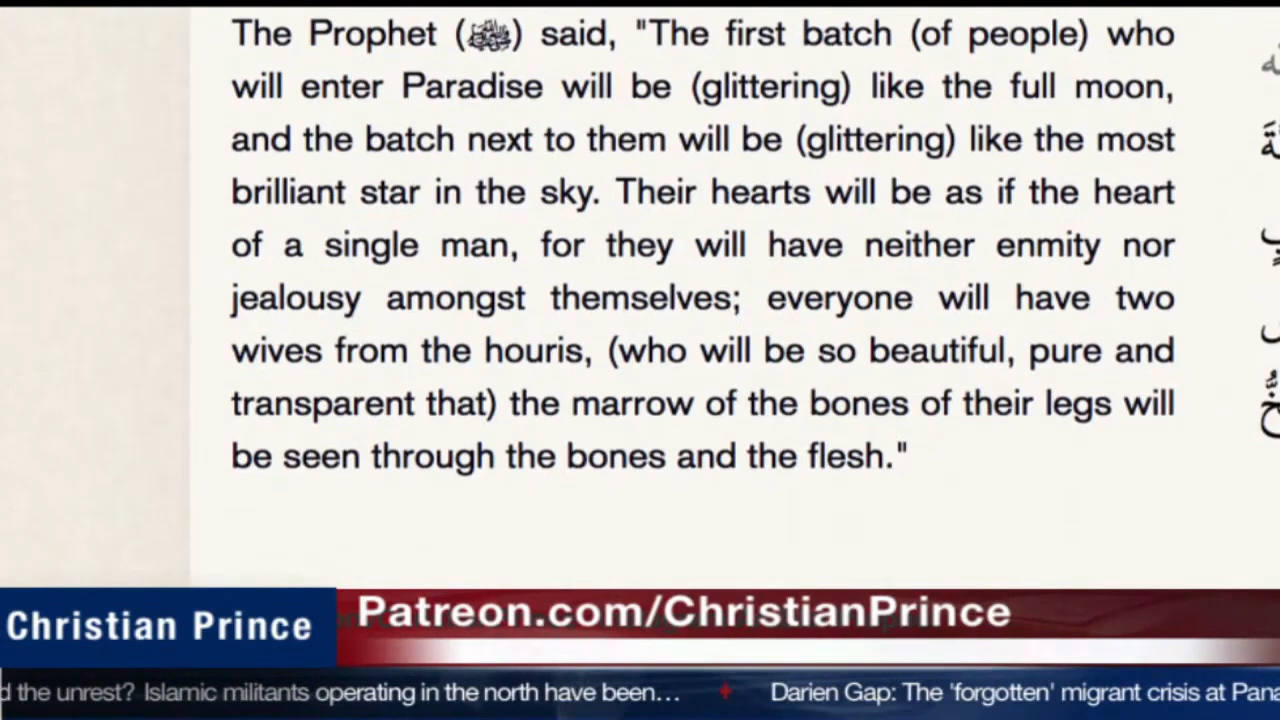 The Prophet (ﷺ) said, "The first batch (of people) who
will enter Paradise will be (glittering) like the full moon,
and the batch next to them will be (glittering) like the most
brilliant star in the sky. Their hearts will be as if the heart
of a single man, for they will have neither enmity nor
jealousy amongst themselves; everyone will have two
wives from the houris, (who will be so beautiful, pure and
transparent that) the marrow of the bones of their legs will
be seen through the bones and the flesh."
Christian Prince
Patreon.com/ChristianPrince
the unrest? Islamic militants operating in the north have been…
Darien Gap: The 'forgotten' migrant crisis at